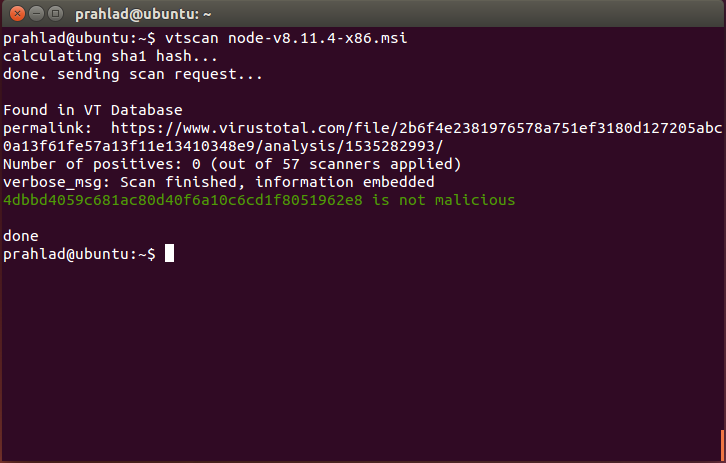 prahlad@ubuntu: ~
prahlad@ubuntu:~$ vtscan node-v8.11.4-x86.msi
calculating sha1 hash...
done. sending scan request...
Found in VT Database
permalink:  https://www.virustotal.com/file/2b6f4e2381976578a751ef3180d127205abc
0a13f61fe57a13f11e13410348e9/analysis/1535282993/
Number of positives: 0 (out of 57 scanners applied)
verbose_msg: Scan finished, information embedded
4dbbd4059c681ac80d40f6a10c6cd1f8051962e8 is not malicious
done
prahlad@ubuntu:~$